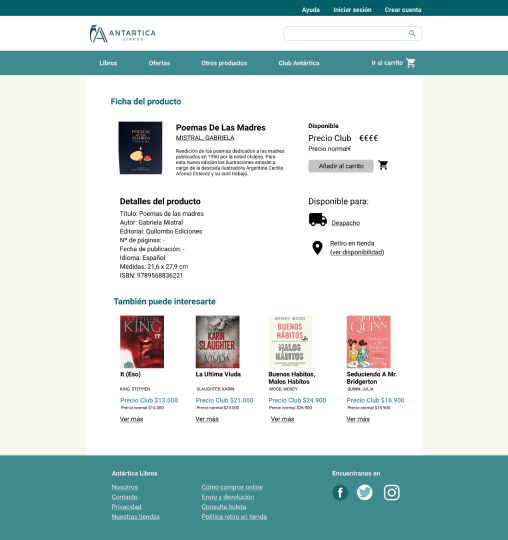 Ayuda Iniciar sesión Crear cuenta
ANTARTICA
LIBROS
Libros Ofertas Otros productos Club Antártica Ir al carrito
Ficha del producto
POEMAS
DE LAS
MADRES
Poemas De Las Madres
MISTRAL, GABRIELA
Reedición de los poemas dedicados a las madres
publicados en 1950 por la nobel chilena. Para
esta nueva edición las ilustraciones estarán a
cargo de la descada ilustradora Argentina Cecilia
Afonso Estevez y su sutil trabajo.
Disponible
Precio Club €€€€
Precio normal€
Añadir al carrito
Detalles del producto
Título: Poemas de las madres
Autor: Gabriela Mistral
Editorial: Quilombo Ediciones
Nª de páginas: -
Fecha de publicación: -
Idioma: Español
Medidas: 21,6 x 27,9 cm
ISBN: 9789568836221
Disponible para:
Despacho
Retiro en tienda
(ver disponibilidad)
También puede interesarte
STEPHEN
KING
IT
KARIN
SLAUGHTER
LA ÚLTIMA
VIUDA
WENDY WOOD
BUENOS
HÁBITOS,
MALOS
HÁBITOS
JULIA
QUINN
It (Eso)
KING, STEPHEN
Precio Club $13.000
Precio normal $15.000
Ver más
La Ultima Viuda
SLAUGHTER, KARIN
Precio Club $21.000
Precio normal $25.000
Ver más
Buenos Habitos,
Malos Habitos
WOOD, WENDY
Precio Club $24.900
Precio normal $26.900
Ver más
Seduciendo A Mr.
Bridgerton
QUINN, JULIA
Precio Club $16.900
Precio normal $18.900
Ver más
Antártica Libros
Nosotros
Contacto
Privacidad
Nuestras tiendas
Cómo comprar online
Envío y devolución
Consulte boleta
Política retiro en tienda
Encuentranos en